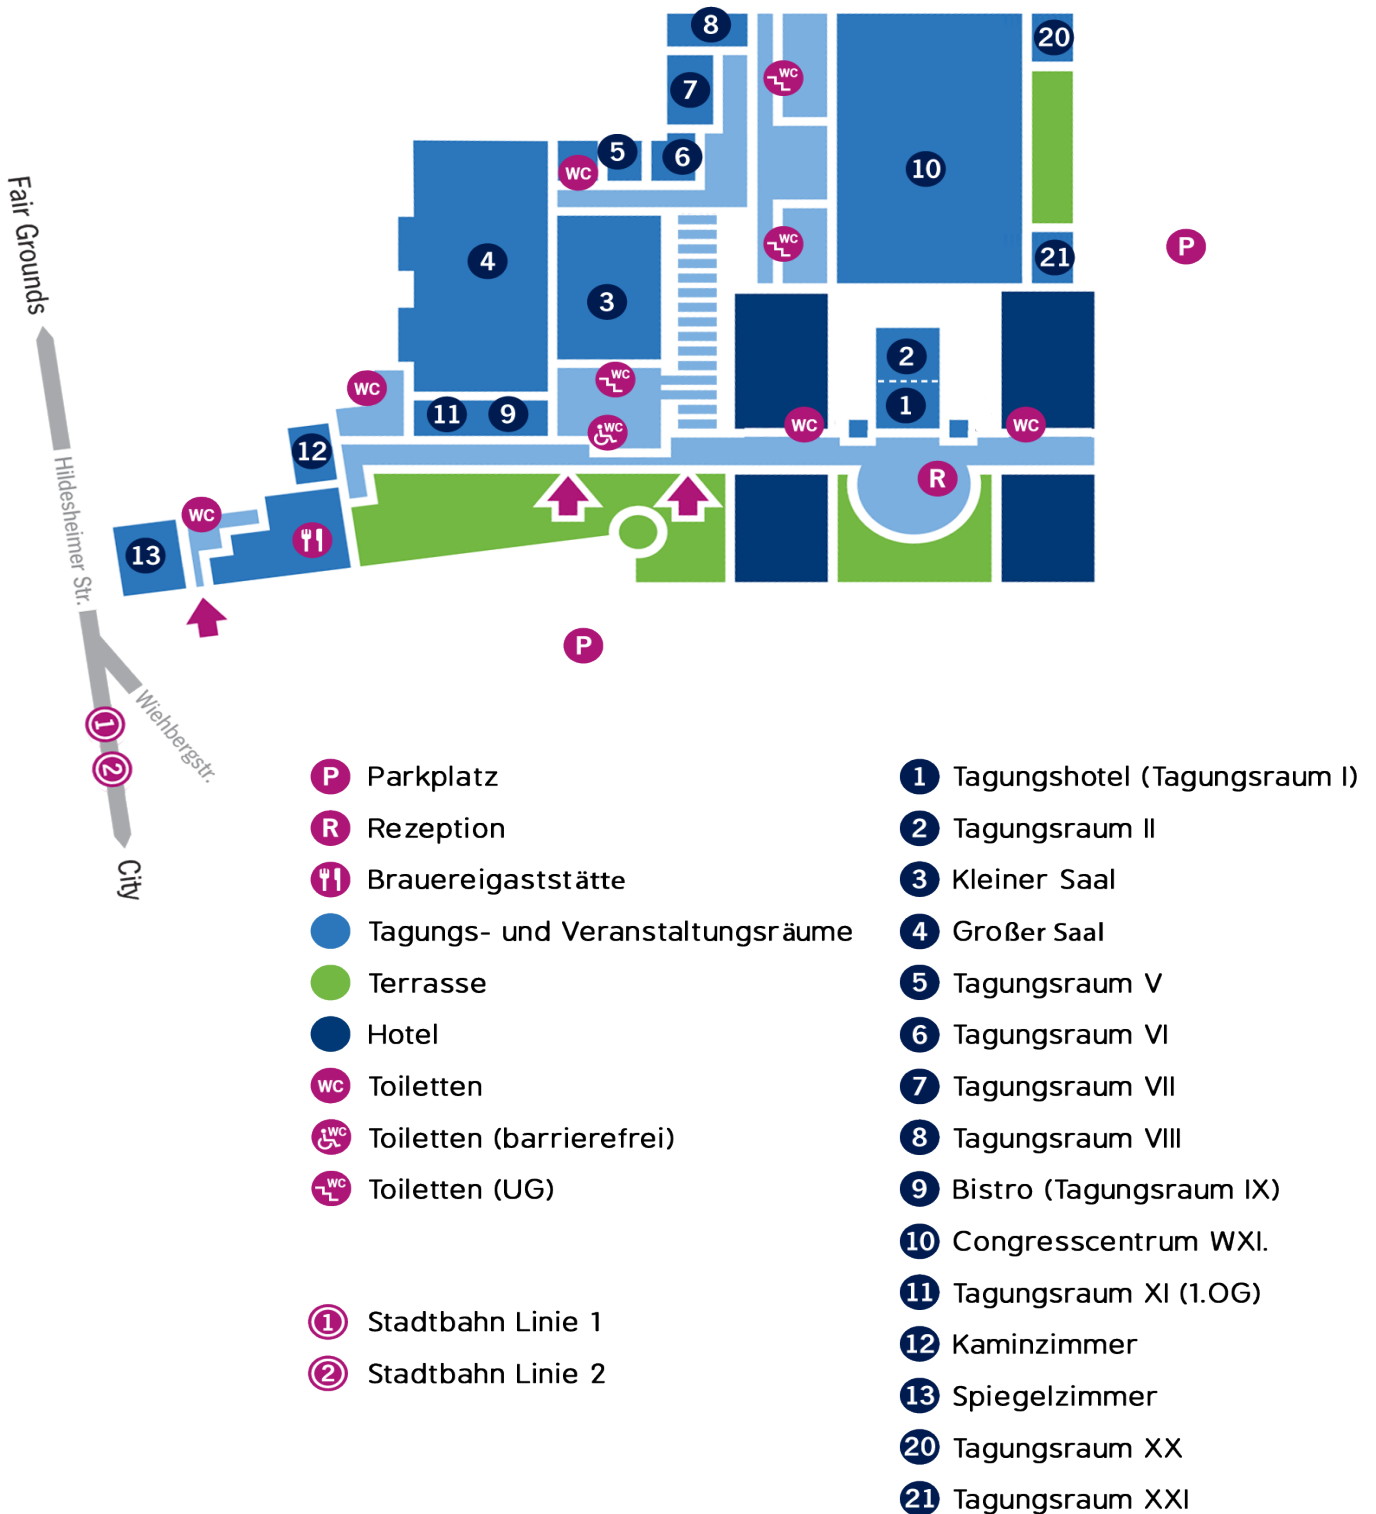 8
20
7
WC
5
6
WC
10
Fair Grounds
4
WC
21
P
3
2
WC
WC
1
11
9
WC
WC
WC
12
R
Hildesheimer Str.
WC
13
P
1
Wiehbergstr.
2
City
P Parkplatz
R Rezeption
Brauereigaststätte
Tagungs- und Veranstaltungsräume
Terrasse
Hotel
WC Toiletten
WC Toiletten (barrierefrei)
WC Toiletten (UG)
1 Stadtbahn Linie 1
2 Stadtbahn Linie 2
1 Tagungshotel (Tagungsraum I)
2 Tagungsraum II
3 Kleiner Saal
4 Großer Saal
5 Tagungsraum V
6 Tagungsraum VI
7 Tagungsraum VII
8 Tagungsraum VIII
9 Bistro (Tagungsraum IX)
10 Congresscentrum WXI.
11 Tagungsraum XI (1.OG)
12 Kaminzimmer
13 Spiegelzimmer
20 Tagungsraum XX
21 Tagungsraum XXI